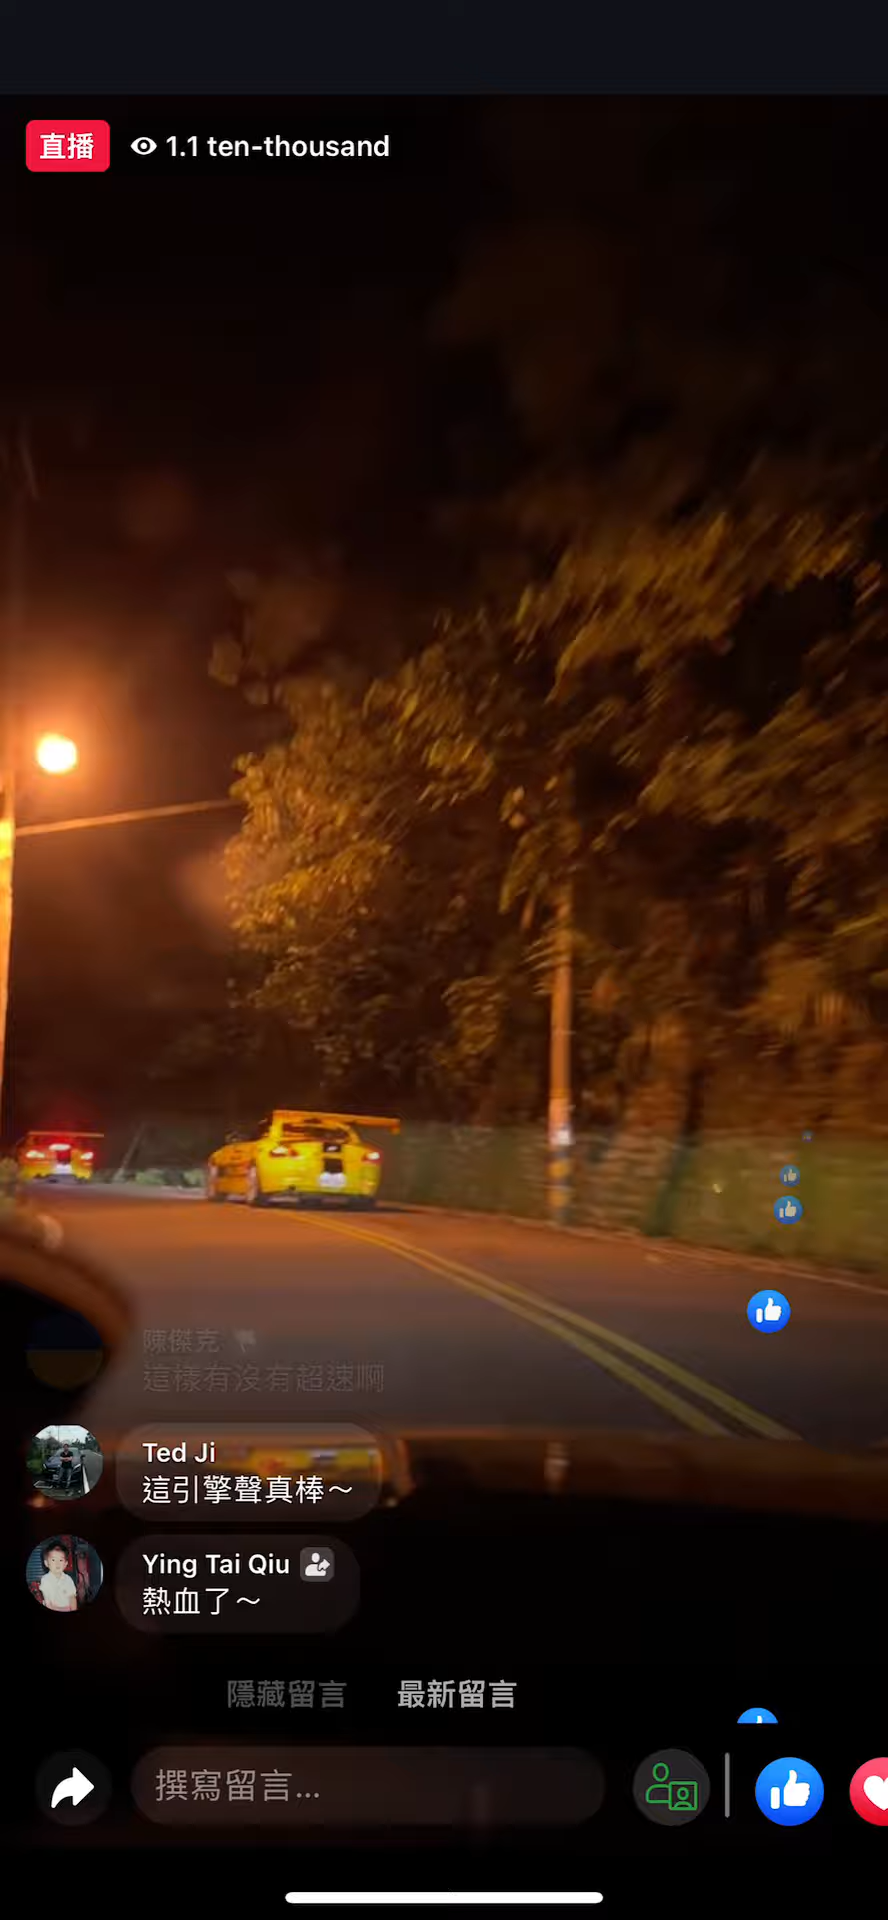 直播
1.1 ten-thousand
陳傑克
這樣有沒有超速啊
Ted Ji
這引擎聲真棒～
Ying Tai Qiu
熱血了～
隱藏留言 最新留言
撰寫留言...